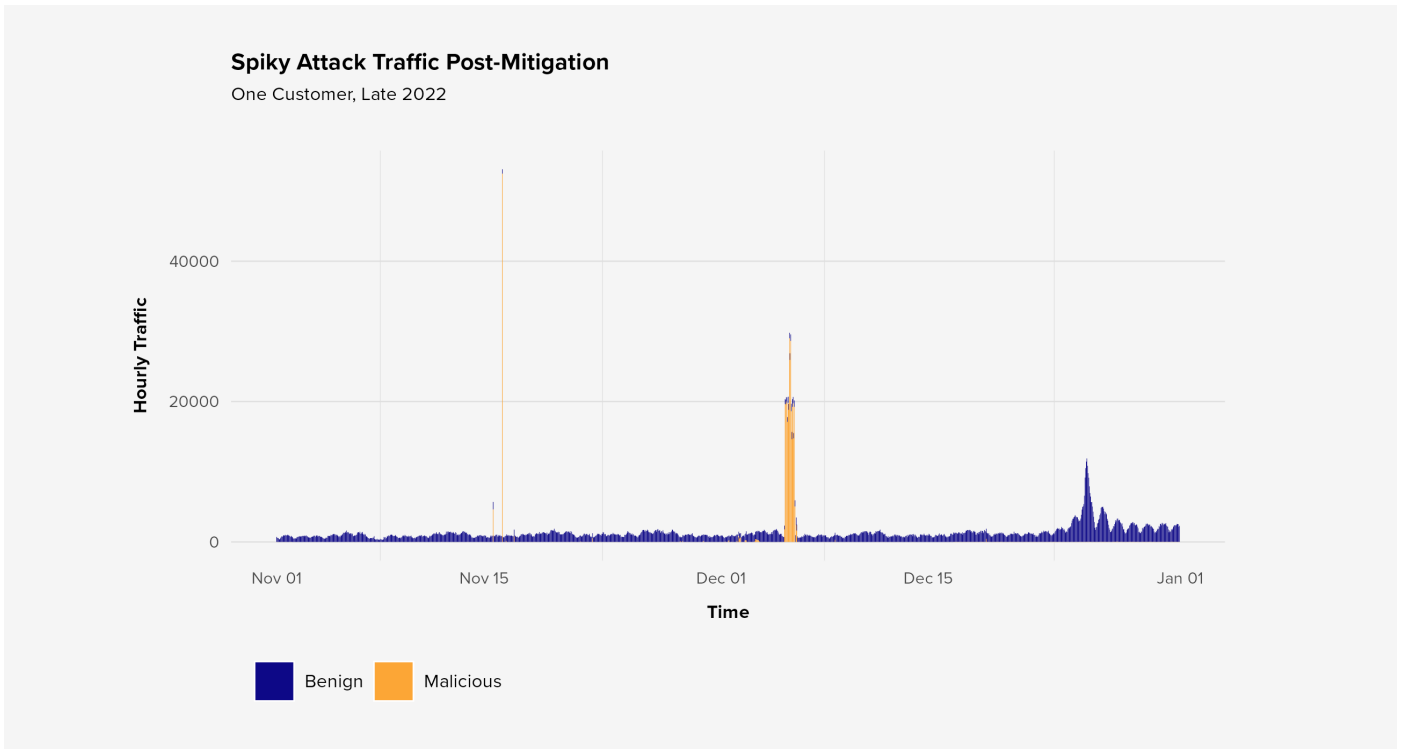 Spiky Attack Traffic Post-Mitigation
One Customer, Late 2022
40000
20000
0
Hourly Traffic
Nov 01 Nov 15 Dec 01 Dec 15 Jan 01
Time
Benign Malicious